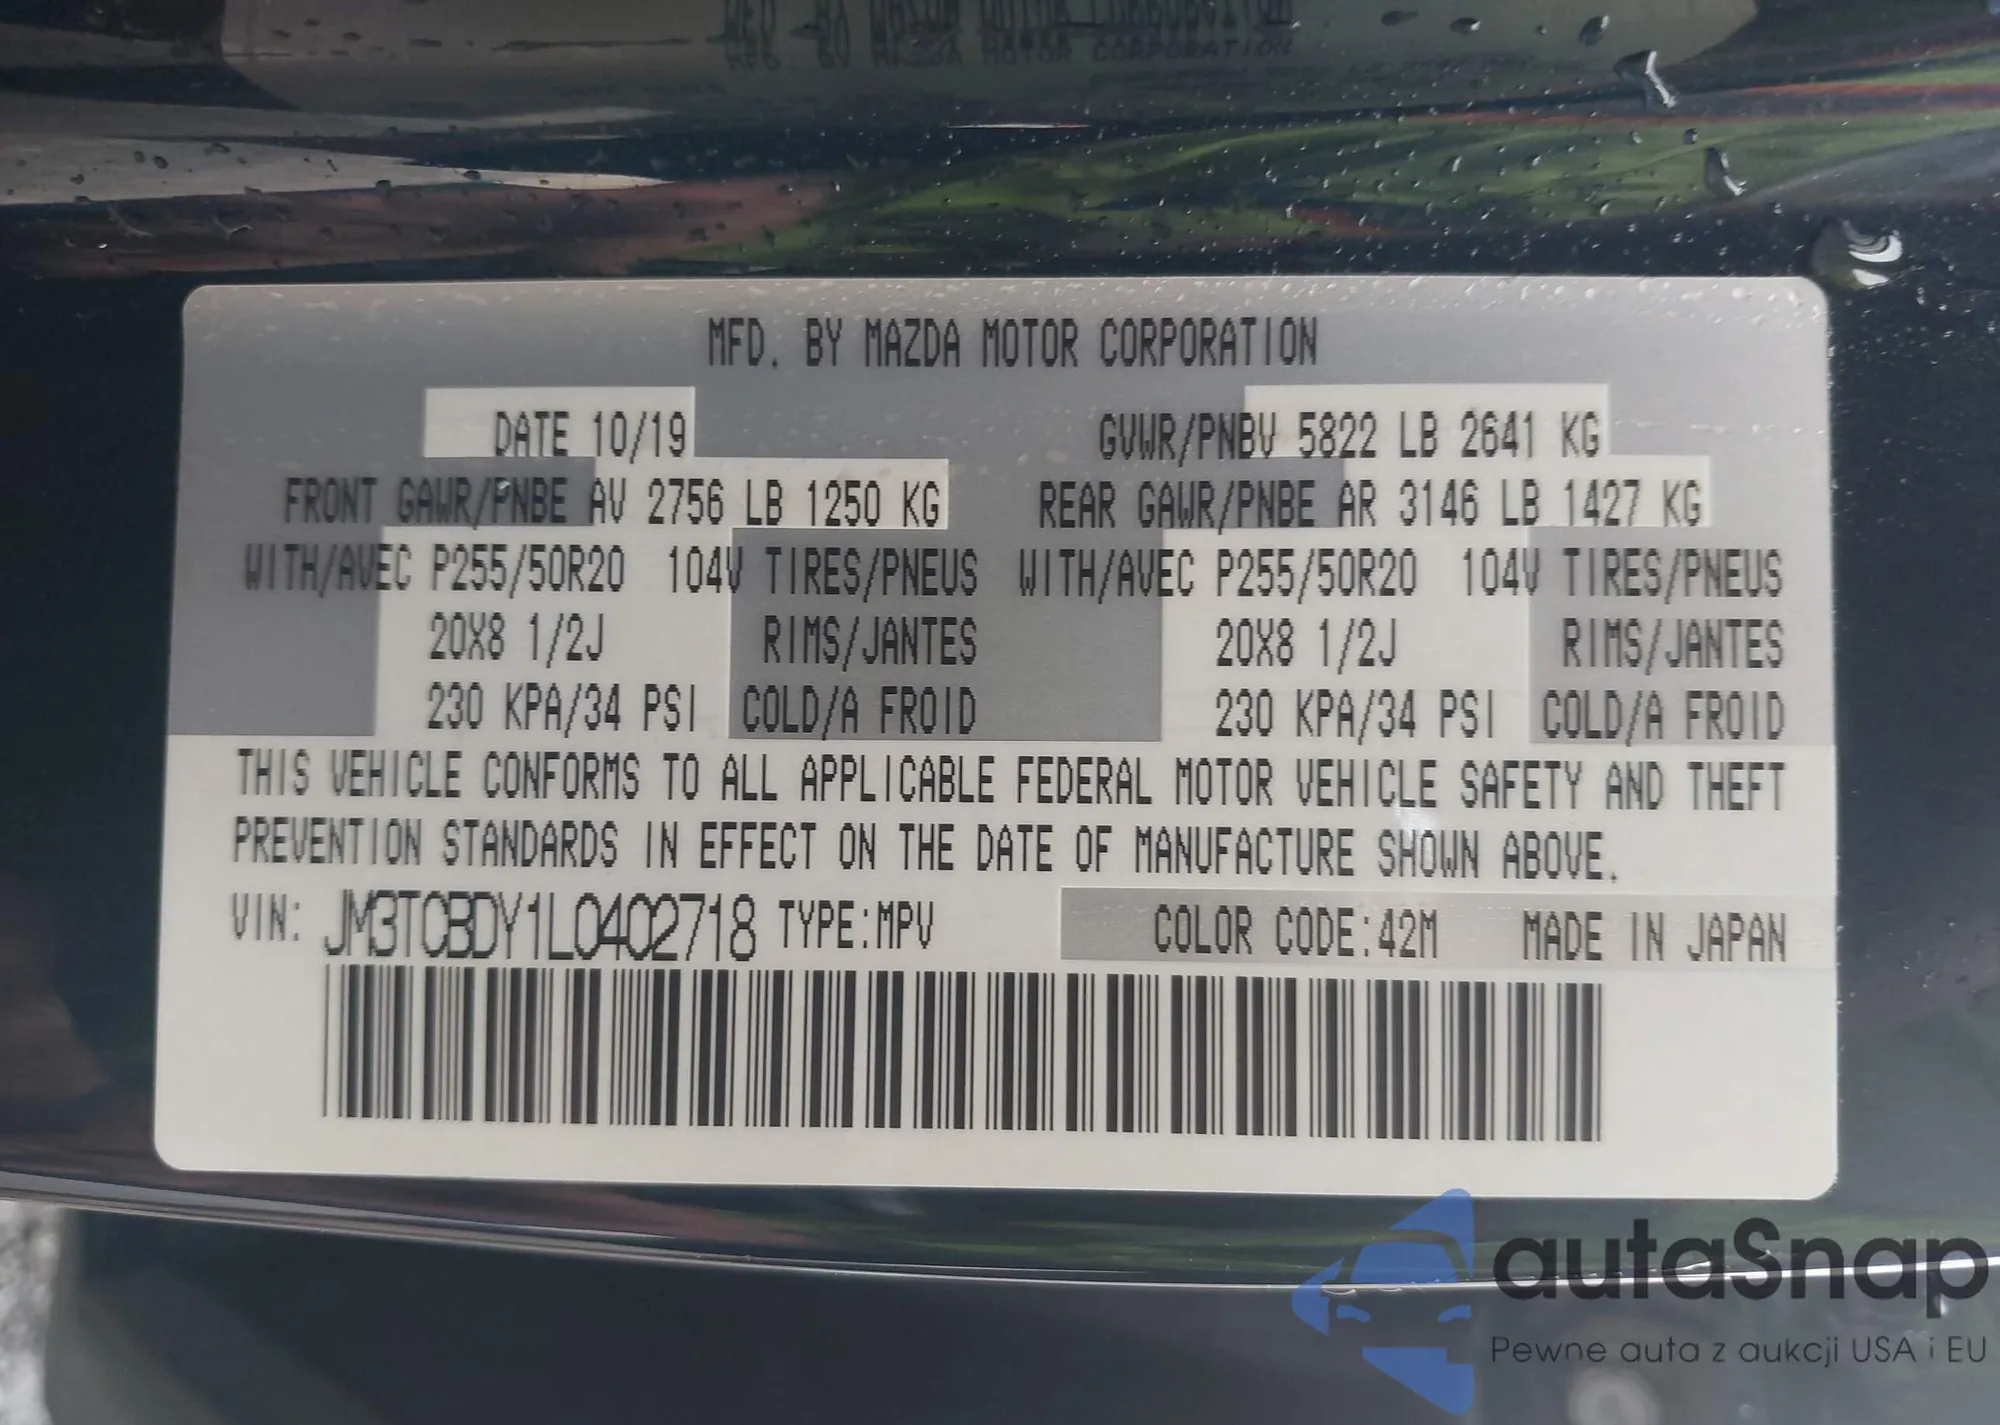 MFD. BY MAZDA MOTOR CORPORATION
DATE 10/19 GVWR/PNBV 5822 LB 2641 KG
FRONT GAWR/PNBE AV 2756 LB 1250 KG REAR GAWR/PNBE AR 3146 LB 1427 KG
WITH/AVEC P255/50R20 104V TIRES/PNEUS WITH/AVEC P255/50R20 104V TIRES/PNEUS
20X8 1/2J RIMS/JANTES 20X8 1/2J RIMS/JANTES
230 KPA/34 PSI COLD/A FROID 230 KPA/34 PSI COLD/A FROID
THIS VEHICLE CONFORMS TO ALL APPLICABLE FEDERAL MOTOR VEHICLE SAFETY AND THEFT
PREVENTION STANDARDS IN EFFECT ON THE DATE OF MANUFACTURE SHOWN ABOVE.
VIN: JM3TCBDY1L0402718 TYPE:MPV COLOR CODE:42M MADE IN JAPAN
autaSnap
Pewne auta z aukcji USA i EU